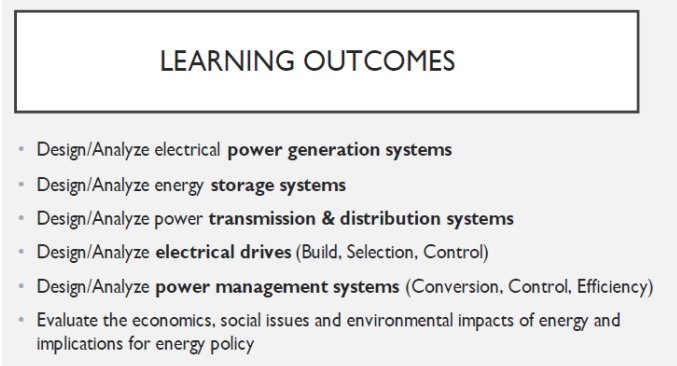 LEARNING OUTCOMES
• Design/Analyze electrical power generation systems
• Design/Analyze energy storage systems
• Design/Analyze power transmission & distribution systems
• Design/Analyze electrical drives (Build, Selection, Control)
• Design/Analyze power management systems (Conversion, Control, Efficiency)
• Evaluate the economics, social issues and environmental impacts of energy and
implications for energy policy